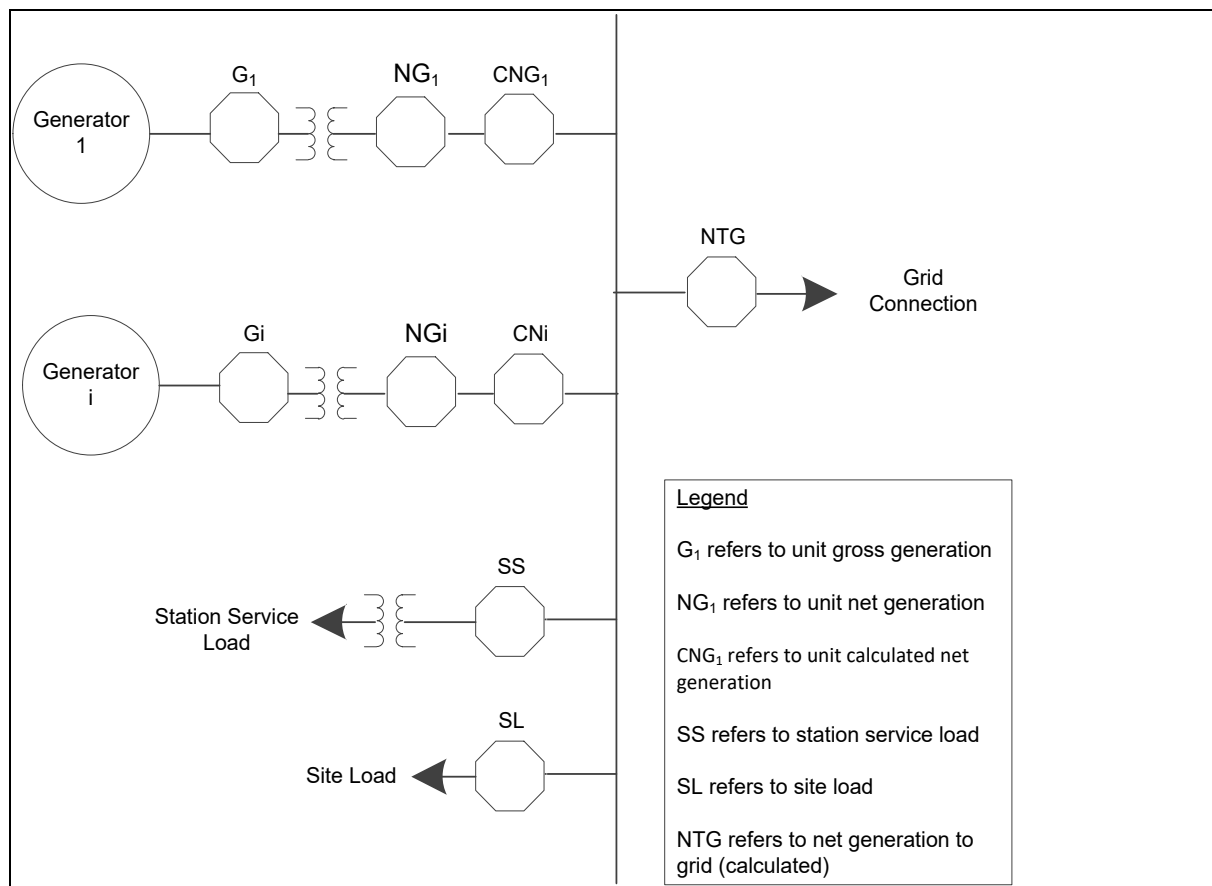 G₁
NG₁
CNG₁
Generator
1
NTG
Grid
Connection
Gi
NGi
CNi
Generator
i
SS
Station Service
Load
SL
Site Load
Legend
G₁ refers to unit gross generation
NG₁ refers to unit net generation
CNG₁ refers to unit calculated net
generation
SS refers to station service load
SL refers to site load
NTG refers to net generation to
grid (calculated)